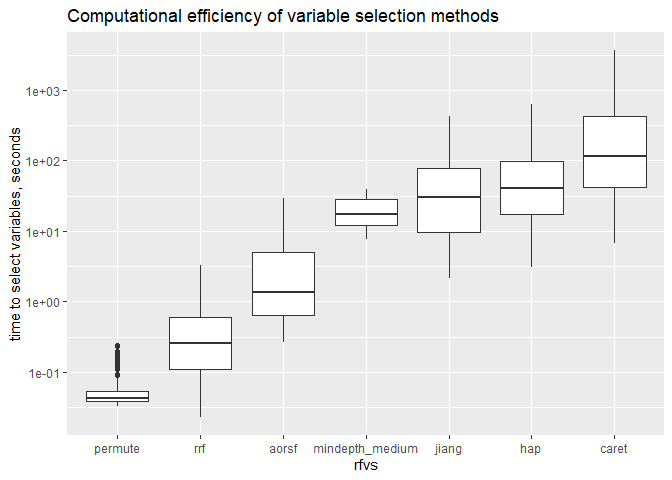 Computational efficiency of variable selection methods
time to select variables, seconds
1e+03
1e+02
1e+01
1e+00
1e-01
permute rrf aorsf mindepth_medium jiang hap caret
rfvs